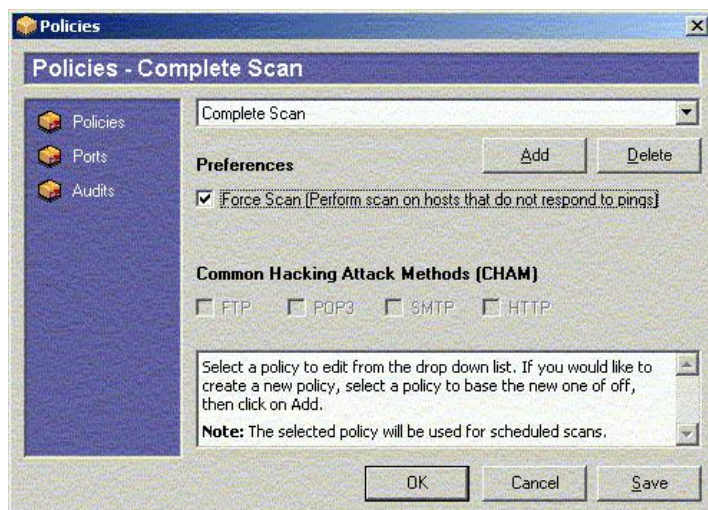 Policies
Policies - Complete Scan
Policies
Ports
Audits
Complete Scan
Add
Delete
Preferences
Force Scan (Perform scan on hosts that do not respond to pings)
Common Hacking Attack Methods (CHAM)
FTP POP3 SMTP HTTP
Select a policy to edit from the drop down list. If you would like to
create a new policy, select a policy to base the new one of off,
then click on Add.
Note: The selected policy will be used for scheduled scans.
OK Cancel Save